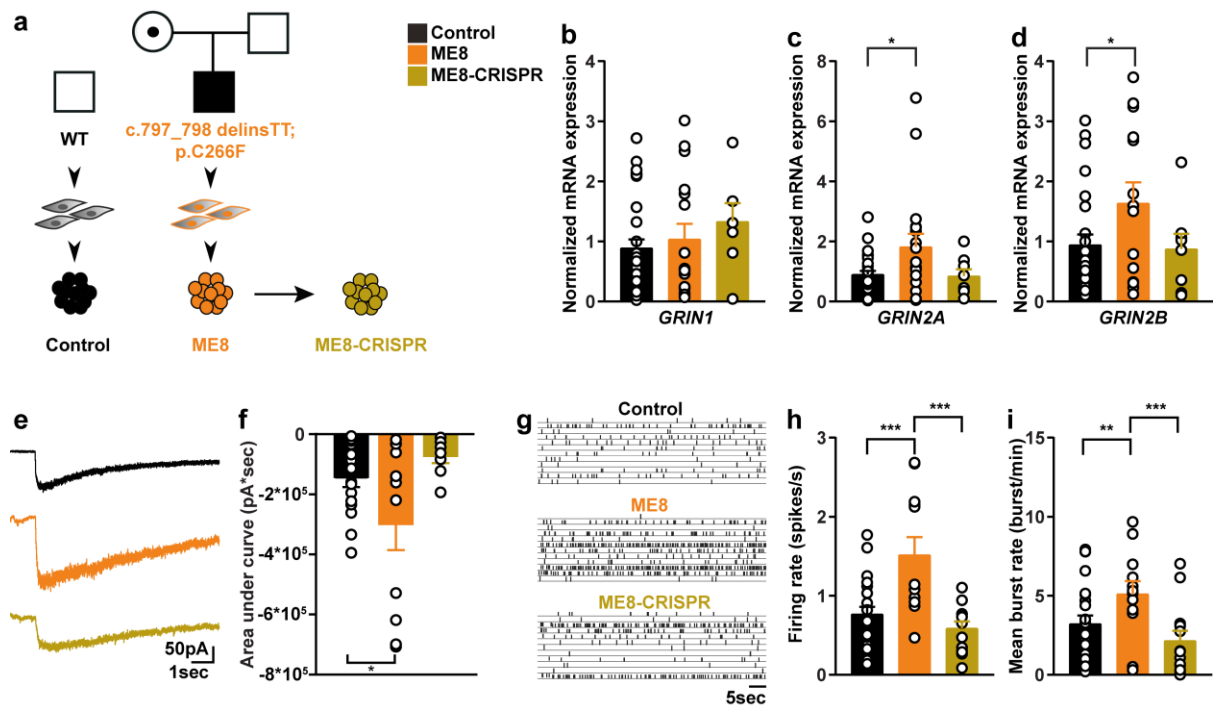 a
WT
c.797_798 delinsTT;
p.C266F
Control
ME8
ME8-CRISPR
Control
ME8
ME8-CRISPR
b
Normalized mRNA expression
4
3
2
1
0
GRIN1
c
Normalized mRNA expression
8
6
4
2
0
*
GRIN2A
d
Normalized mRNA expression
4
3
2
1
0
*
GRIN2B
e
50pA
1sec
f
Area under curve (pA*sec)
0
-2*10⁵
-4*10⁵
-6*10⁵
-8*10⁵
*
g
Control
ME8
ME8-CRISPR
5sec
h
Firing rate (spikes/s)
3
2
1
0
***
***
i
Mean burst rate (burst/min)
15
10
5
0
**
***